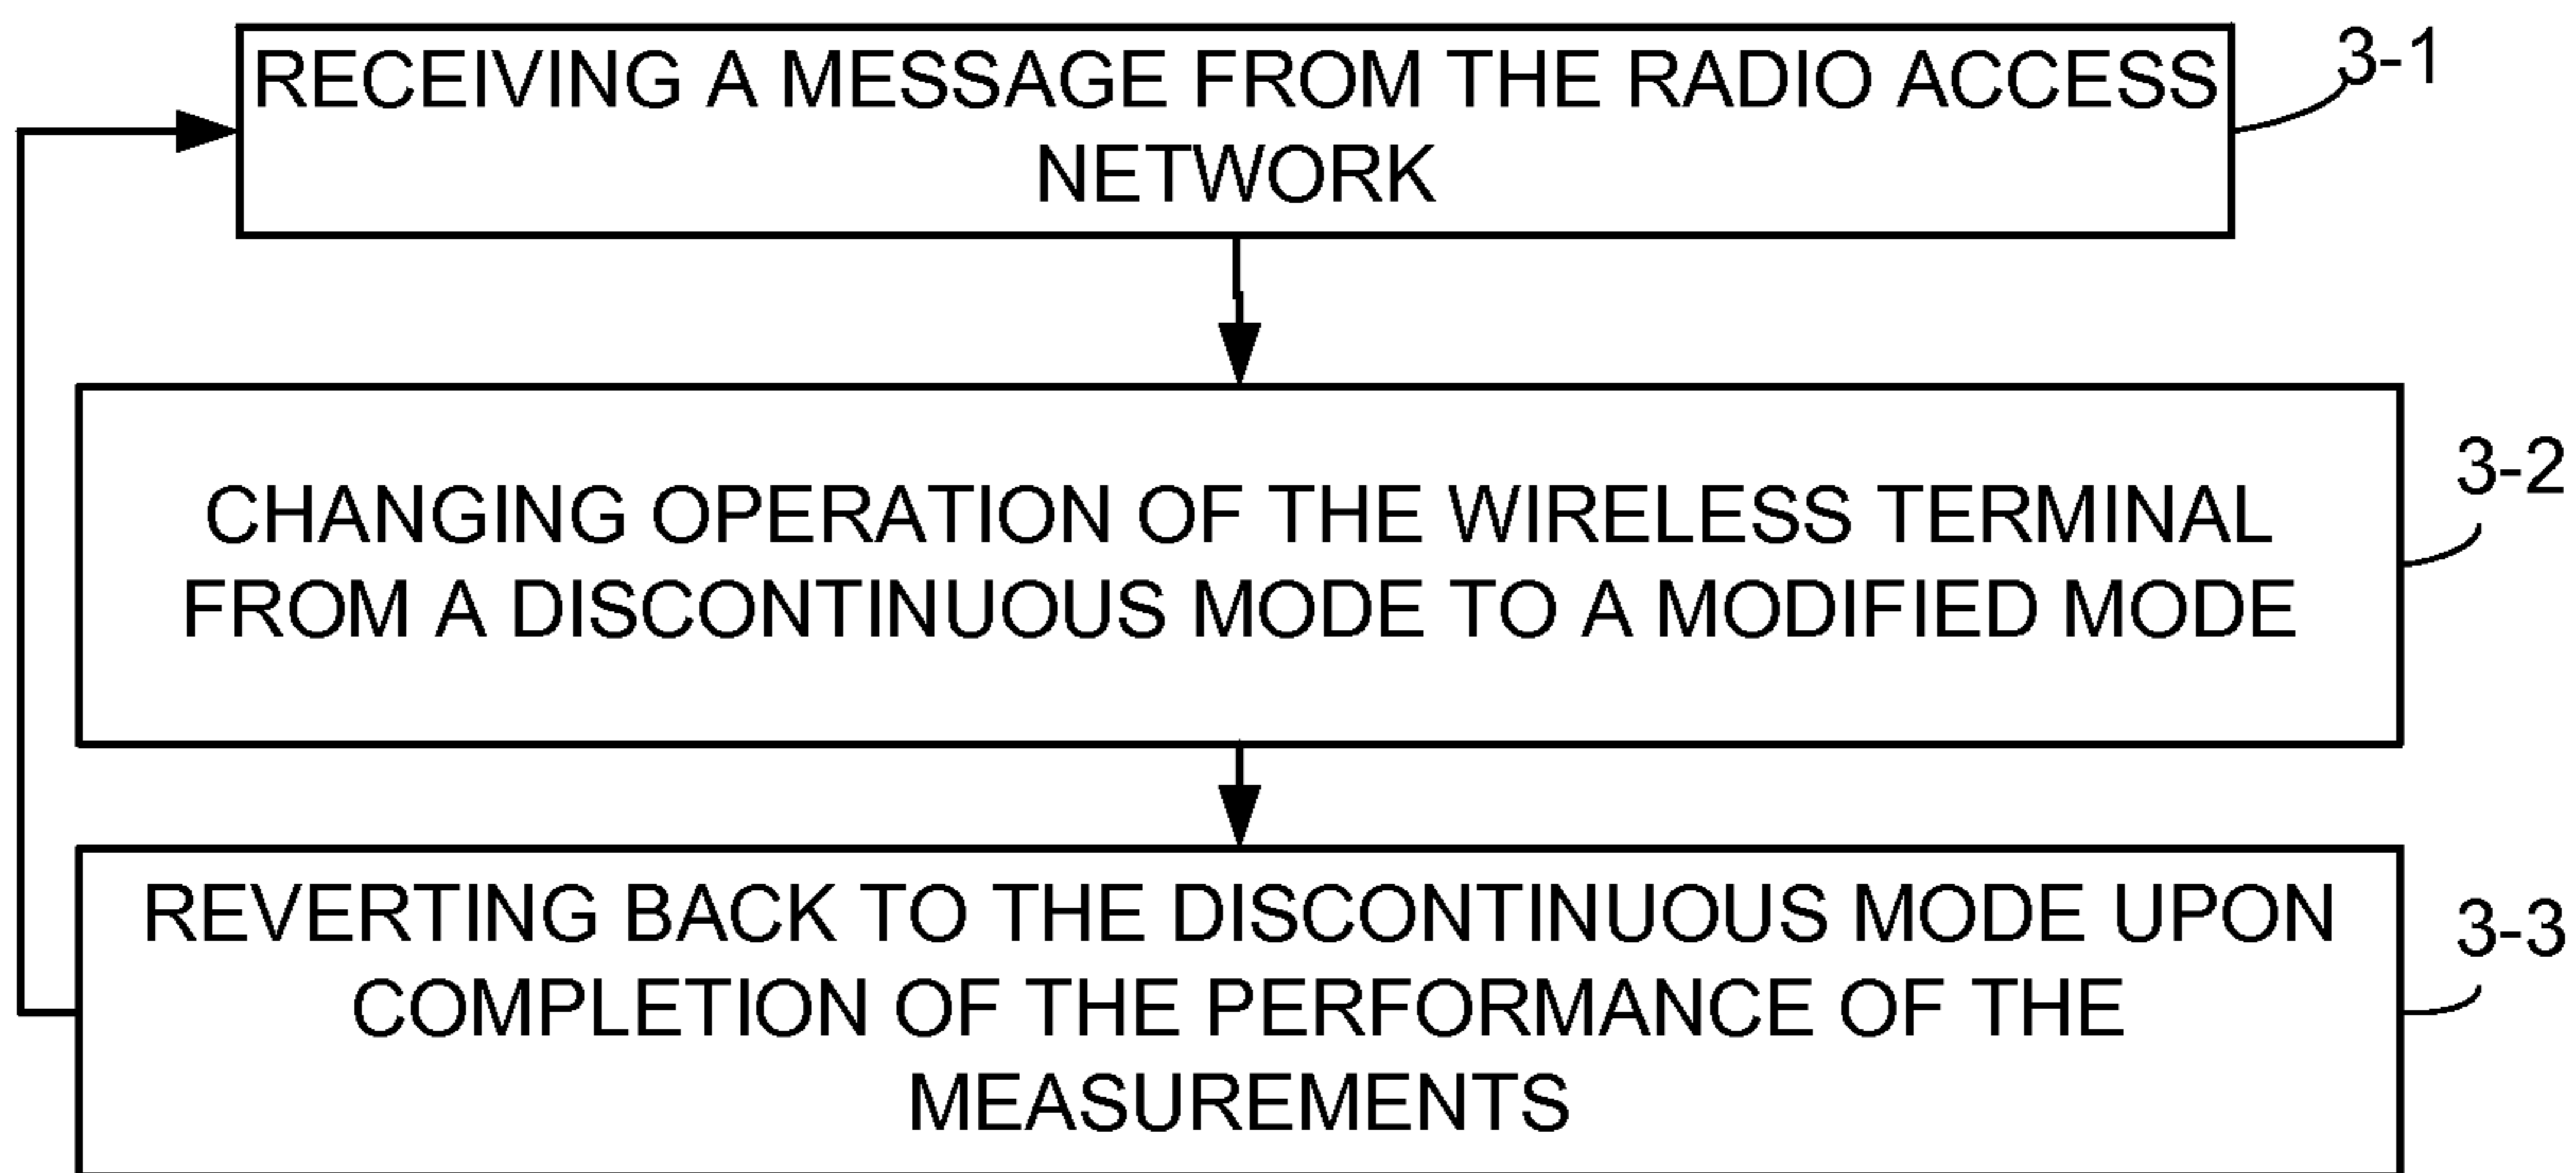 RECEIVING A MESSAGE FROM THE RADIO ACCESS
NETWORK
3-1
CHANGING OPERATION OF THE WIRELESS TERMINAL
FROM A DISCONTINUOUS MODE TO A MODIFIED MODE
3-2
REVERTING BACK TO THE DISCONTINUOUS MODE UPON
COMPLETION OF THE PERFORMANCE OF THE
MEASUREMENTS
3-3